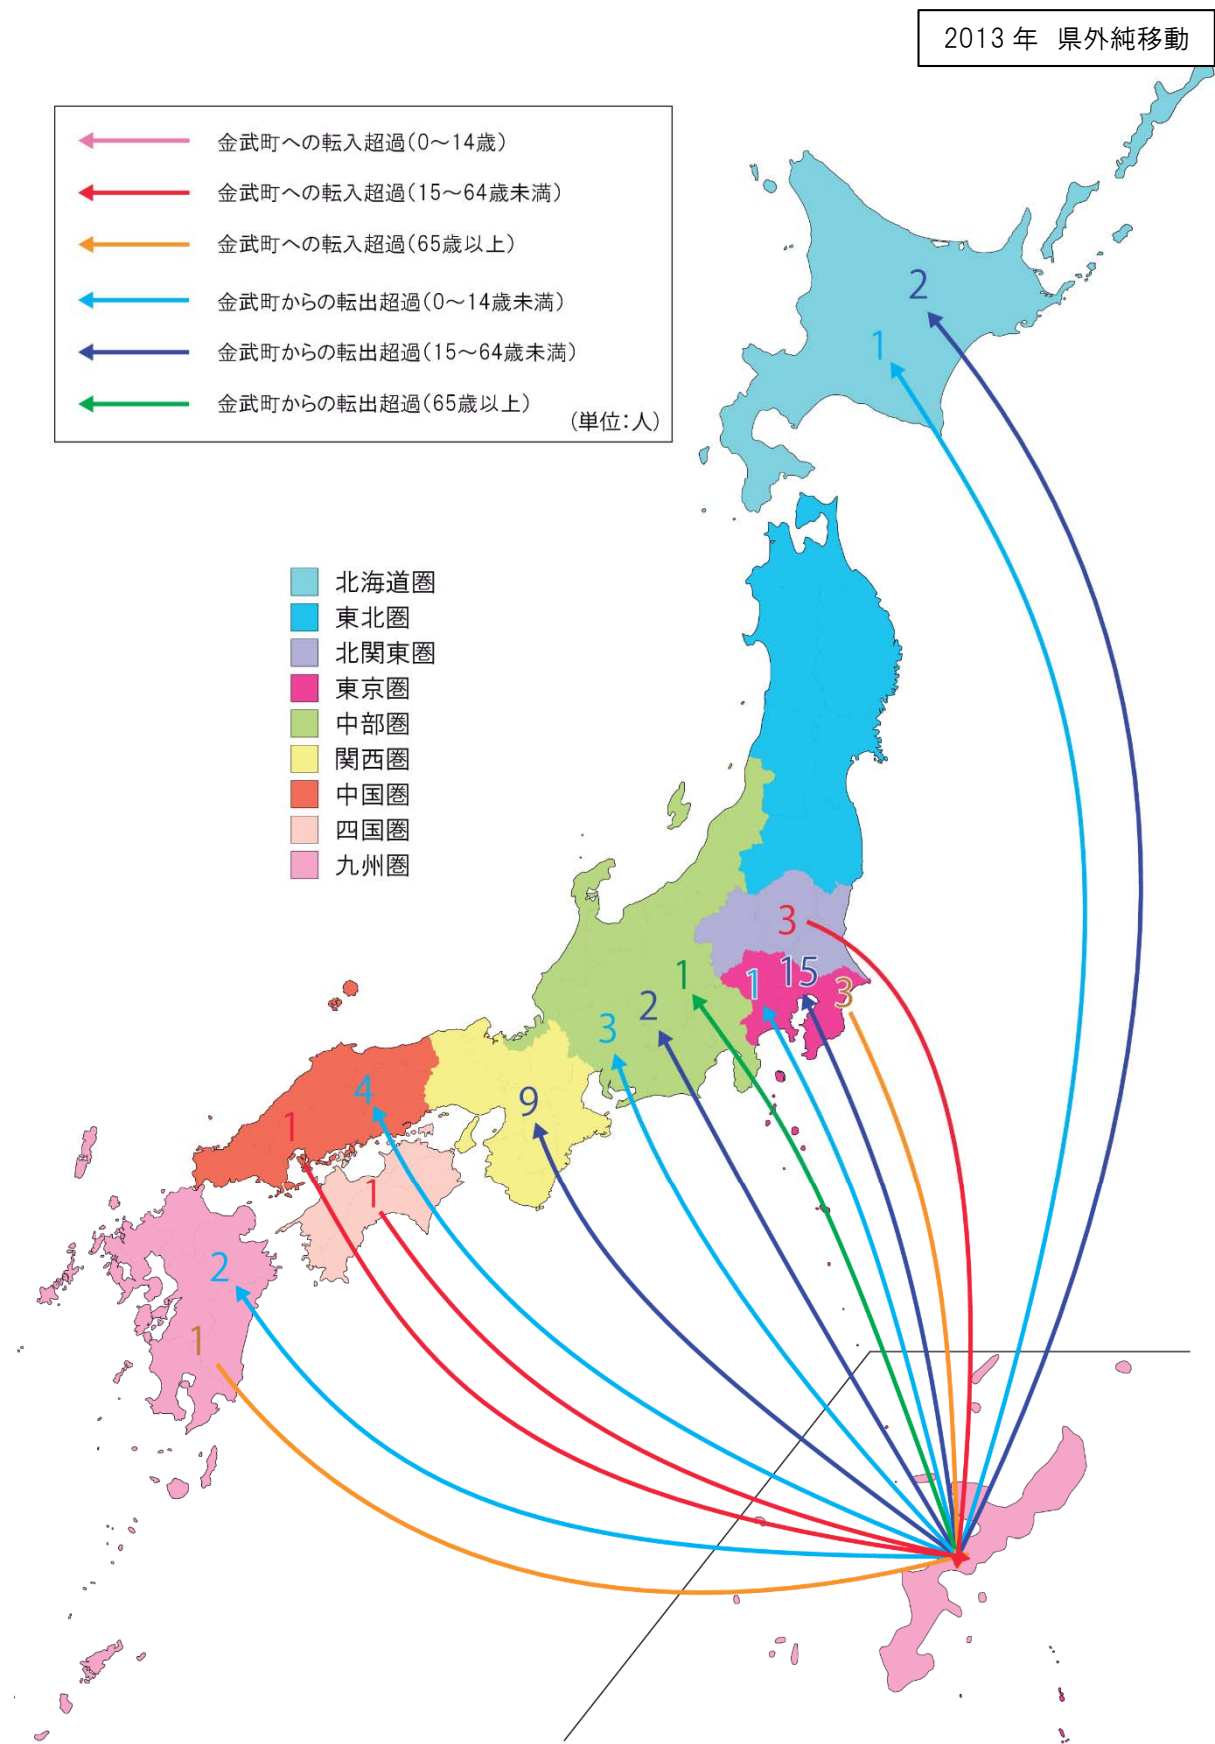 2013年 県外純移動
金武町への転入超過(0～14歳)
金武町への転入超過(15～64歳未満)
金武町への転入超過(65歳以上)
金武町からの転出超過(0～14歳未満)
金武町からの転出超過(15～64歳未満)
金武町からの転出超過(65歳以上)
(単位:人)
2
1
北海道圏
東北圏
北関東圏
東京圏
中部圏
関西圏
中国圏
四国圏
九州圏
3
1
15
3
1
2
3
9
4
1
1
2
1